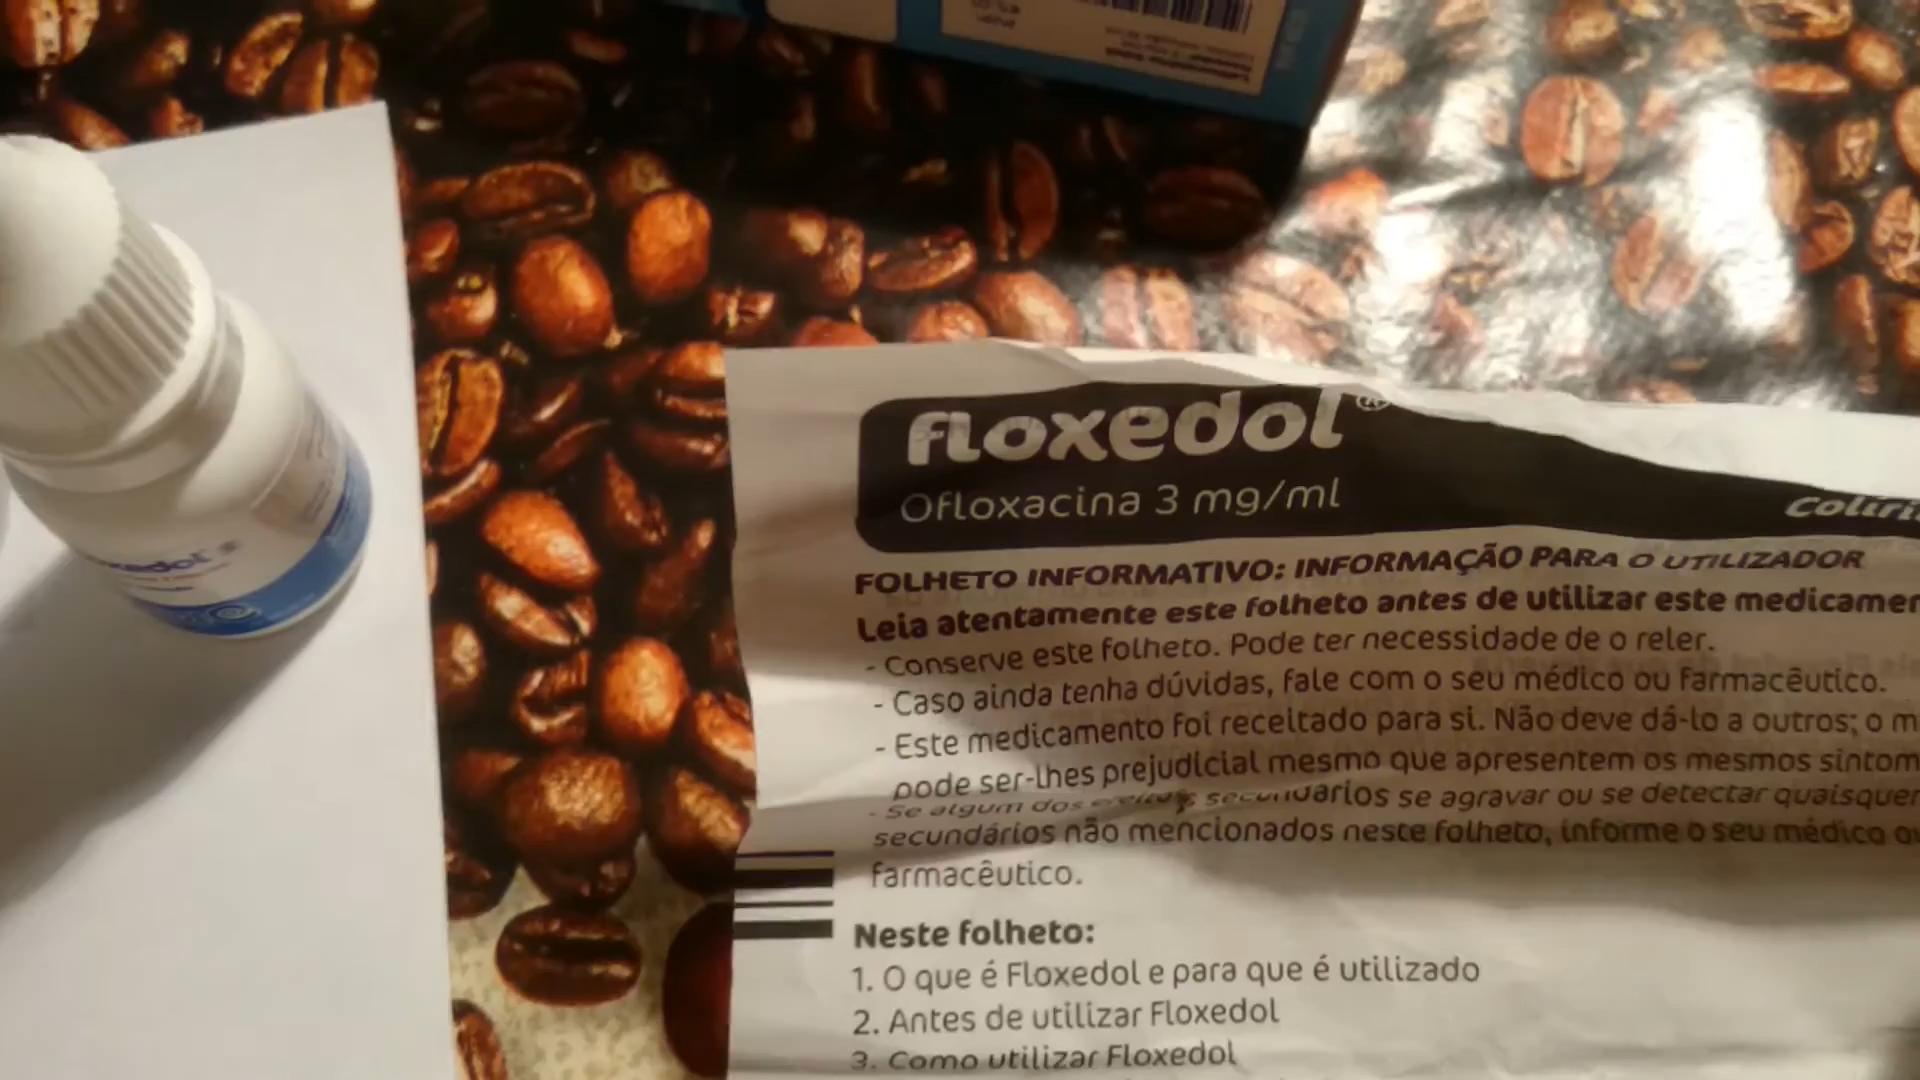 floxedol®
Ofloxacina 3 mg/ml
FOLHETO INFORMATIVO: INFORMAÇÃO PARA O UTILIZADOR
Leia atentamente este folheto antes de utilizar este
- Conserve este folheto. Pode ter necessidade de o reler.
- Caso ainda tenha dúvidas, fale com o seu médico ou farmacêutico.
- Este medicamento foi receitado para si. Não deve dá-lo a outros; o
pode ser-lhes prejudicial mesmo que apresentem os mesmos
- Se algum dos se agravar ou se detectar quaisquer
secundários não mencionados neste folheto, informe o seu médico
farmacêutico.
Neste folheto:
1. O que é Floxedol e para que é utilizado
2. Antes de utilizar Floxedol
3. Como utilizar Floxedol